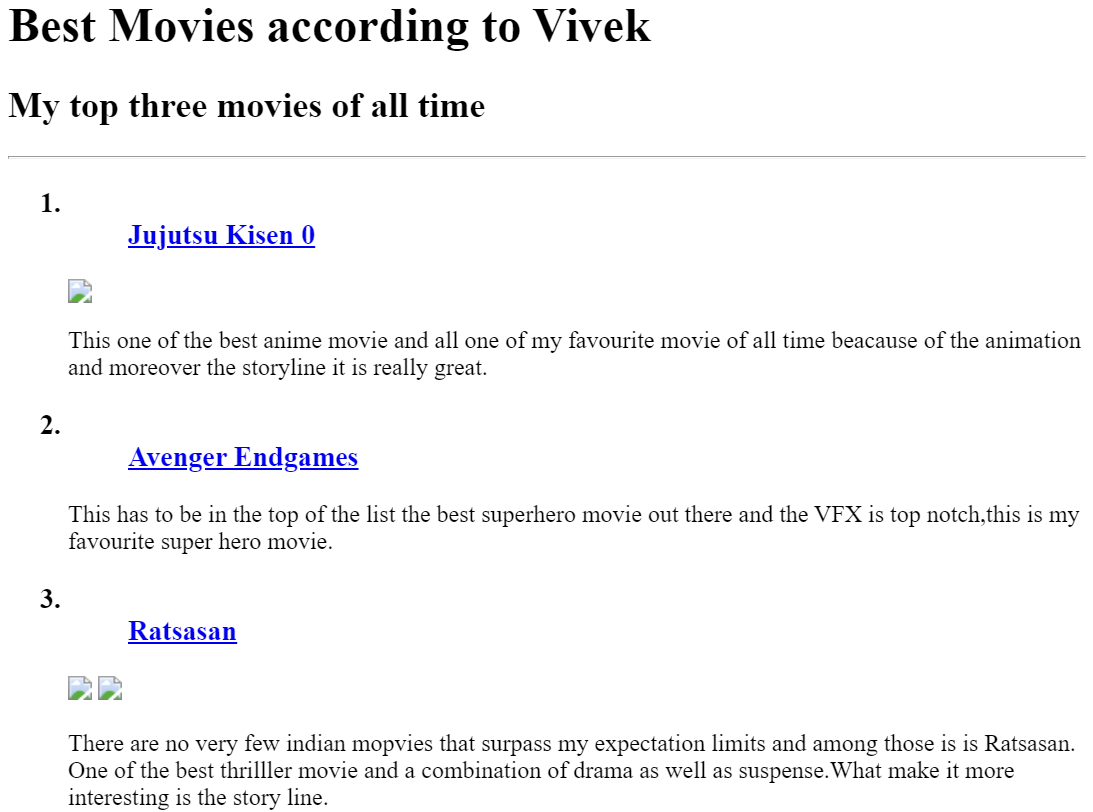 Best Movies according to Vivek
My top three movies of all time
1.
Jujutsu Kisen 0
This one of the best anime movie and all one of my favourite movie of all time beacause of the animation
and moreover the storyline it is really great.
2.
Avenger Endgames
This has to be in the top of the list the best superhero movie out there and the VFX is top notch,this is my
favourite super hero movie.
3.
Ratsasan
There are no very few indian mopvies that surpass my expectation limits and among those is is Ratsasan.
One of the best thrilller movie and a combination of drama as well as suspense.What make it more
interesting is the story line.